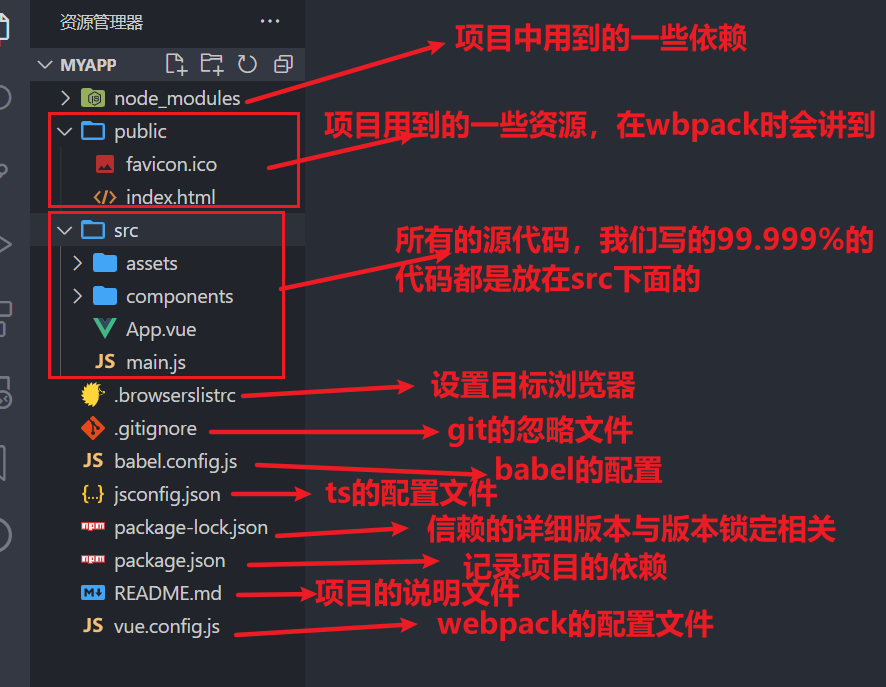 资源管理器 ···
项目中用到的一些依赖
MYAPP
node_modules
项目用到的一些资源，在wbpack时会讲到
public
favicon.ico
index.html
src
所有的源代码，我们写的99.999%的
代码都是放在src下面的
assets
components
App.vue
JS main.js
.browserslistrc
设置目标浏览器
.gitignore
git的忽略文件
JS babel.config.js
babel的配置
{..} jsconfig.json
ts的配置文件
npm package-lock.json
信赖的详细版本与版本锁定相关
npm package.json
记录项目的依赖
M↓ README.md
项目的说明文件
JS vue.config.js
webpack的配置文件